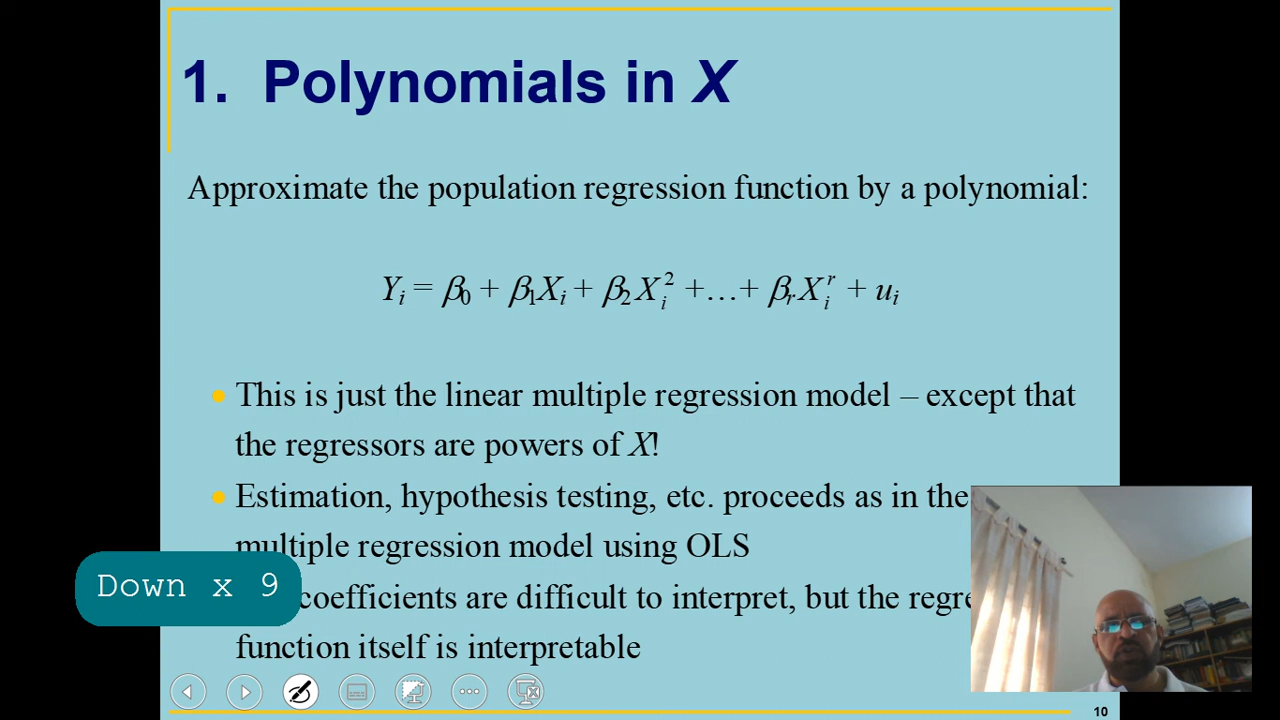 1. Polynomials in X
Approximate the population regression function by a polynomial:
Yᵢ = β₀ + β₁Xᵢ + β₂Xᵢ² +…+ βᵣXᵢʳ + uᵢ
• This is just the linear multiple regression model – except that
the regressors are powers of X!
• Estimation, hypothesis testing, etc. proceeds as in the
multiple regression model using OLS
coefficients are difficult to interpret, but the
function itself is interpretable
Down x 9
10